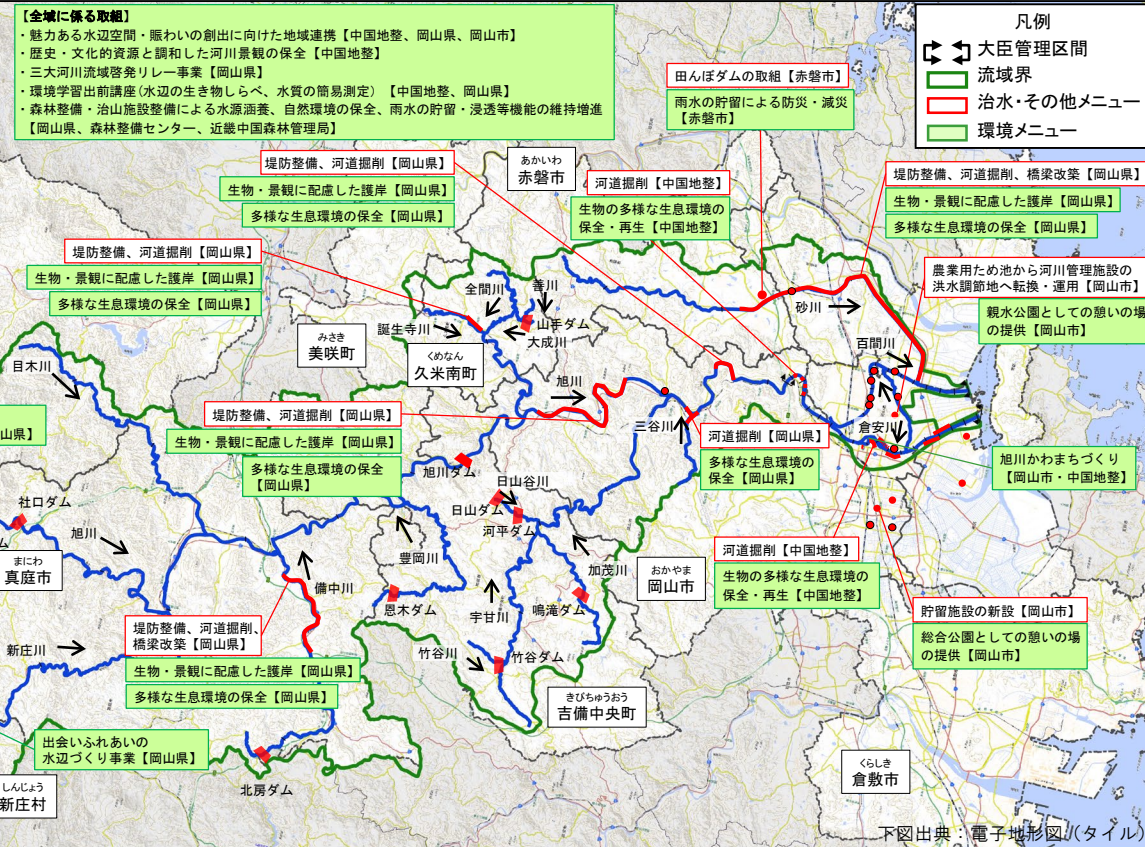 【全域に係る取組】
・魅力ある水辺空間・賑わいの創出に向けた地域連携【中国地整、岡山県、岡山市】
・歴史・文化的資源と調和した河川景観の保全【中国地整】
・三大河川流域啓発リレー事業【岡山県】
・環境学習出前講座(水辺の生き物しらべ、水質の簡易測定)　【中国地整、岡山県】
・森林整備・治山施設整備による水源涵養、自然環境の保全、雨水の貯留・浸透等機能の維持増進
【岡山県、森林整備センター、近畿中国森林管理局】
凡例
大臣管理区間
流域界
治水・その他メニュー
環境メニュー
田んぼダムの取組【赤磐市】
雨水の貯留による防災・減災
【赤磐市】
堤防整備、河道掘削【岡山県】
生物・景観に配慮した護岸【岡山県】
多様な生息環境の保全【岡山県】
あかいわ
赤磐市
河道掘削【中国地整】
生物の多様な生息環境の
保全・再生【中国地整】
堤防整備、河道掘削、橋梁改築【岡山県】
生物・景観に配慮した護岸【岡山県】
多様な生息環境の保全【岡山県】
堤防整備、河道掘削【岡山県】
生物・景観に配慮した護岸【岡山県】
多様な生息環境の保全【岡山県】
農業用ため池から河川管理施設の
洪水調節地へ転換・運用【岡山市】
親水公園としての憩いの場
の提供【岡山市】
全間川
善川
山手ダム
大成川
誕生寺川
砂川
百間川
みさき
美咲町
くめなん
久米南町
目木川
旭川
堤防整備、河道掘削【岡山県】
生物・景観に配慮した護岸【岡山県】
多様な生息環境の保全
【岡山県】
山県】
三谷川
倉安川
河道掘削【岡山県】
多様な生息環境の
保全【岡山県】
旭川かわまちづくり
【岡山市・中国地整】
旭川ダム
日山谷川
日山ダム
河平ダム
社口ダム
ム
旭川
まにわ
真庭市
豊岡川
備中川
加茂川
おかやま
岡山市
河道掘削【中国地整】
生物の多様な生息環境の
保全・再生【中国地整】
恩木ダム
宇甘川
鳴滝ダム
貯留施設の新設【岡山市】
総合公園としての憩いの場
の提供【岡山市】
堤防整備、河道掘削、
橋梁改築【岡山県】
生物・景観に配慮した護岸【岡山県】
多様な生息環境の保全【岡山県】
新庄川
竹谷川
竹谷ダム
きびちゅうおう
吉備中央町
出会いふれあいの
水辺づくり事業【岡山県】
しんじょう
新庄村
北房ダム
くらしき
倉敷市
下図出典：電子地形図（タイル）